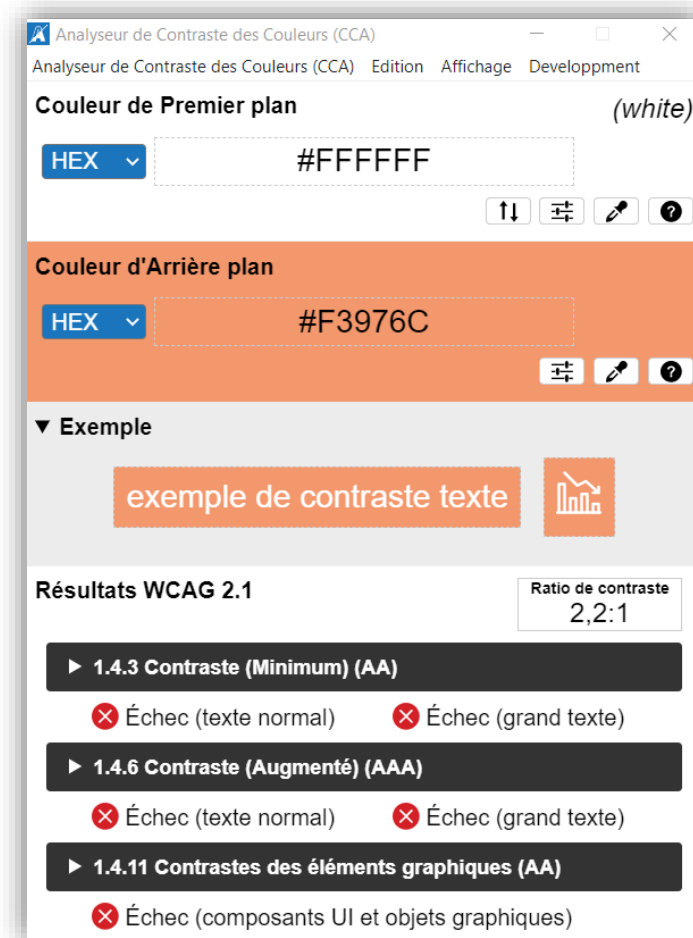 Analyseur de Contraste des Couleurs (CCA)
Analyseur de Contraste des Couleurs (CCA) Edition Affichage Developpment
Couleur de Premier plan (white)
HEX #FFFFFF
Couleur d'Arrière plan
HEX #F3976C
▼ Exemple
exemple de contraste texte
Résultats WCAG 2.1
Ratio de contraste
2,2:1
▶ 1.4.3 Contraste (Minimum) (AA)
Échec (texte normal) Échec (grand texte)
▶ 1.4.6 Contraste (Augmenté) (AAA)
Échec (texte normal) Échec (grand texte)
▶ 1.4.11 Contrastes des éléments graphiques (AA)
Échec (composants UI et objets graphiques)